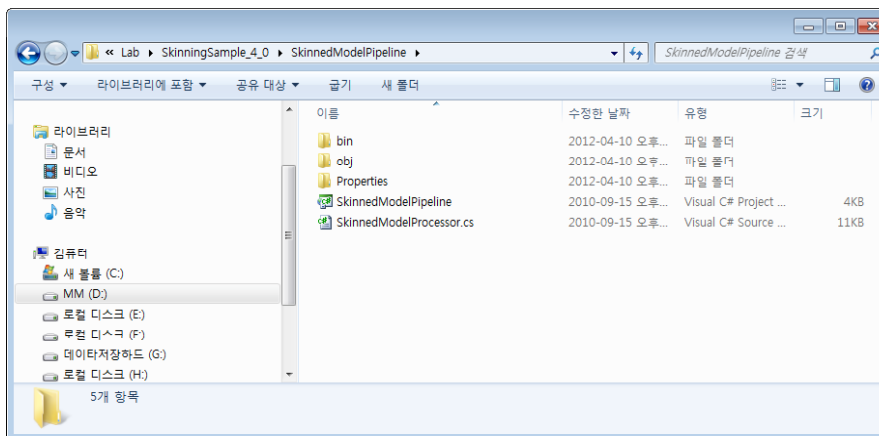 « Lab ▸ SkinningSample_4_0 ▸ SkinnedModelPipeline ▸
SkinnedModelPipeline 검색
구성 라이브러리에 포함 공유 대상 굽기 새 폴더
이름 수정한 날짜 유형 크기
라이브러리
문서
비디오
사진
음악
컴퓨터
새 볼륨 (C:)
MM (D:)
로컬 디스크 (E:)
로컬 디스크 (F:)
데이타저장하드 (G:)
로컬 디스크 (H:)
bin 2012-04-10 오후... 파일 폴더
obj 2012-04-10 오후... 파일 폴더
Properties 2012-04-10 오후... 파일 폴더
SkinnedModelPipeline 2010-09-15 오후... Visual C# Project ... 4KB
SkinnedModelProcessor.cs 2010-09-15 오후... Visual C# Source ... 11KB
5개 항목